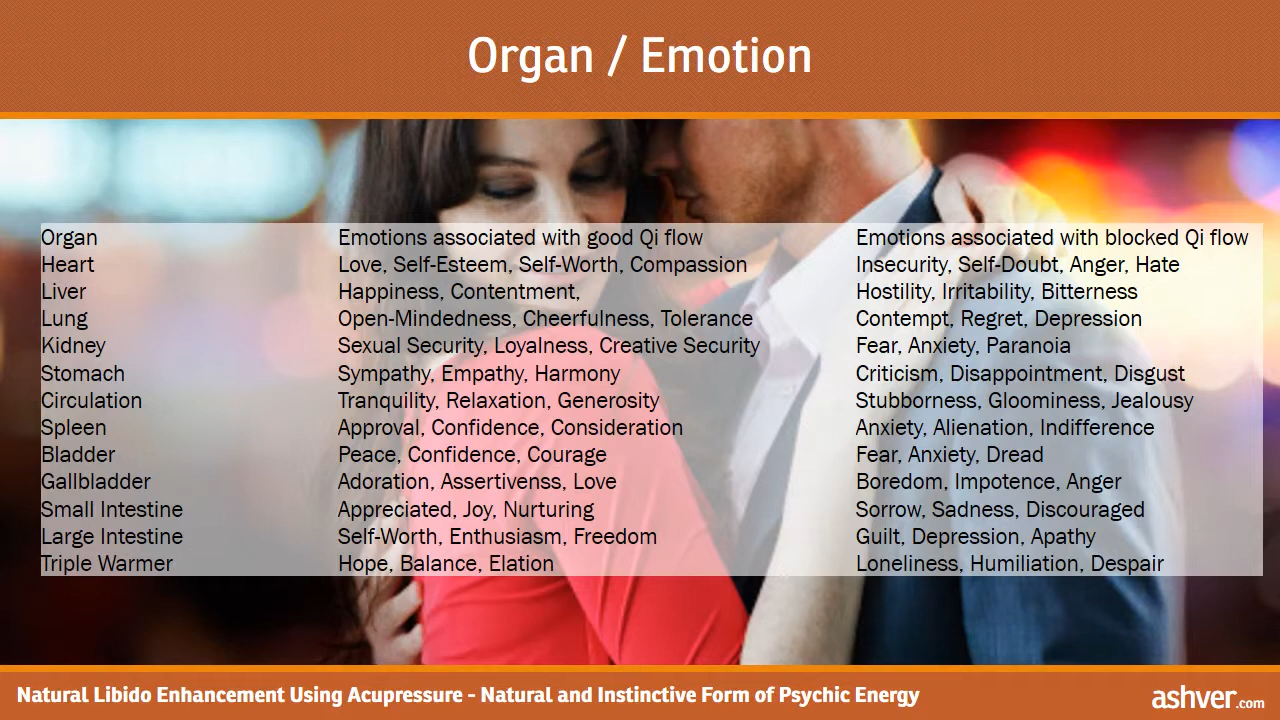 Organ / Emotion
Organ Emotions associated with good Qi flow Emotions associated with blocked Qi flow
Heart Love, Self-Esteem, Self-Worth, Compassion Insecurity, Self-Doubt, Anger, Hate
Liver Happiness, Contentment, Hostility, Irritability, Bitterness
Lung Open-Mindedness, Cheerfulness, Tolerance Contempt, Regret, Depression
Kidney Sexual Security, Loyalness, Creative Security Fear, Anxiety, Paranoia
Stomach Sympathy, Empathy, Harmony Criticism, Disappointment, Disgust
Circulation Tranquility, Relaxation, Generosity Stubborness, Gloominess, Jealousy
Spleen Approval, Confidence, Consideration Anxiety, Alienation, Indifference
Bladder Peace, Confidence, Courage Fear, Anxiety, Dread
Gallbladder Adoration, Assertivenss, Love Boredom, Impotence, Anger
Small Intestine Appreciated, Joy, Nurturing Sorrow, Sadness, Discouraged
Large Intestine Self-Worth, Enthusiasm, Freedom Guilt, Depression, Apathy
Triple Warmer Hope, Balance, Elation Loneliness, Humiliation, Despair
Natural Libido Enhancement Using Acupressure - Natural and Instinctive Form of Psychic Energy
ashver.com